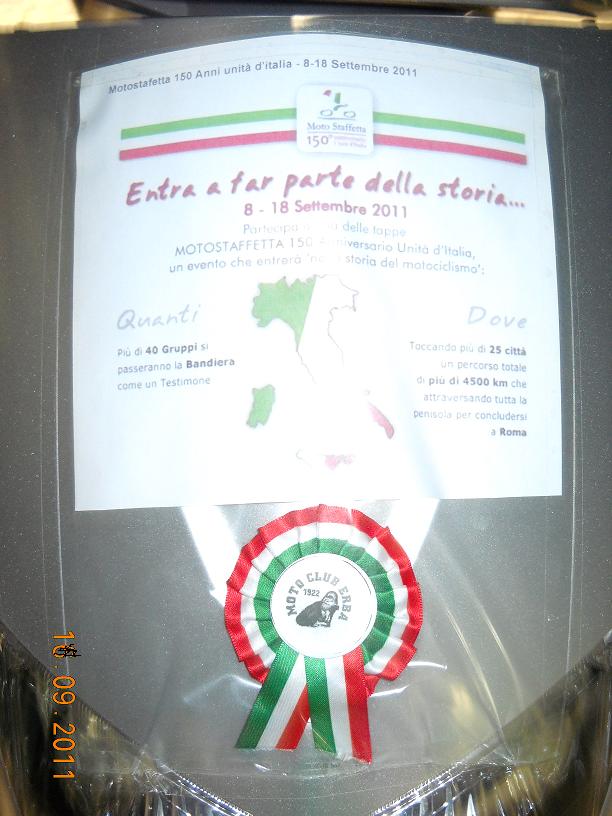 Motostafetta 150 Anni unità d'italia - 8-18 Settembre 2011
Moto Staffetta
150°
Entra a far parte della storia...
8 - 18 Settembre 2011
Partecipa delle tappe
MOTOSTAFFETTA 150 Anniversario Unità d'Italia,
un evento che entrerà storia del motociclismo':
Quanti
Più di 40 Gruppi si
passeranno la Bandiera
come un Testimone
Dove
Toccando più di 25 città
un percorso totale
di più di 4500 km che
attraversando tutta la
penisola per concludersi
a Roma
MOTO CLUB ERBA
1922
09.2011